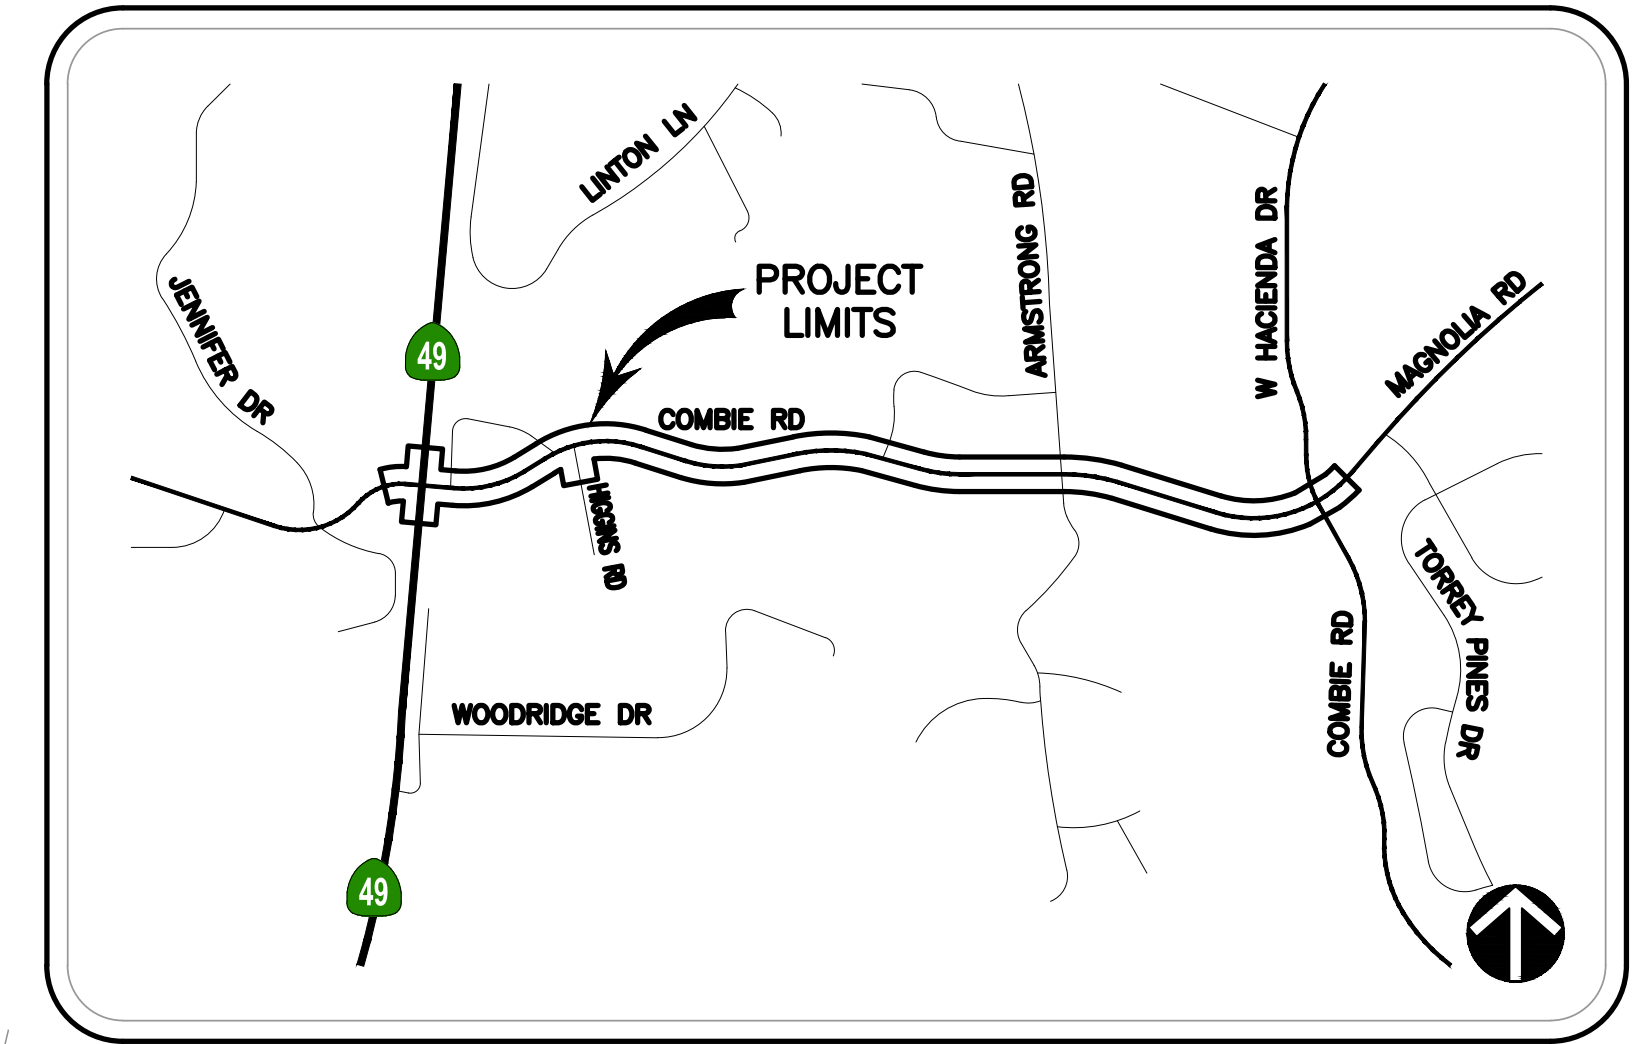 LINTON LN
ARMSTRONG RD
W HACIENDA DR
PROJECT
LIMITS
MAGNOLIA RD
JENNIFER DR
49
COMBIE RD
HIGGINS RD
TORREY PINES DR
COMBIE RD
WOODRIDGE DR
49